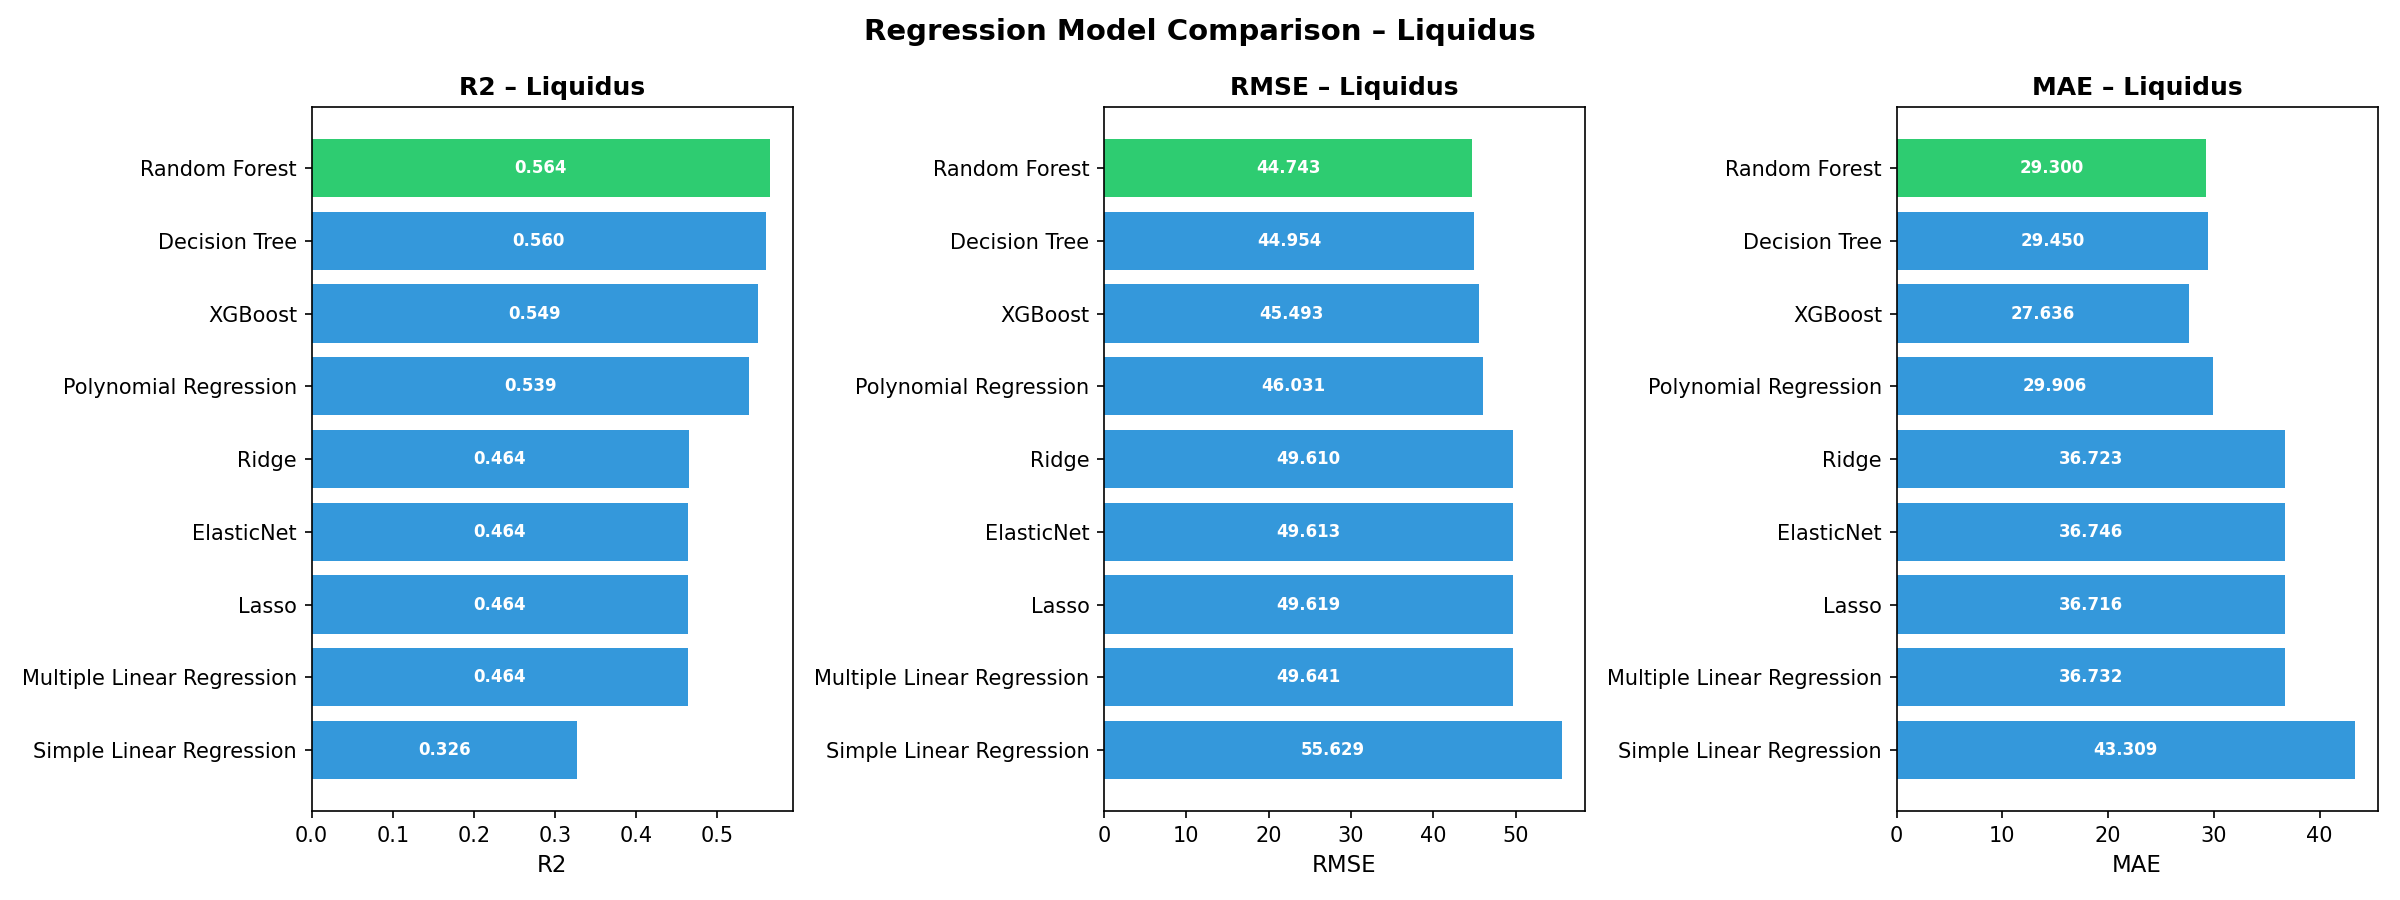 Regression Model Comparison – Liquidus
R2 – Liquidus
Random Forest 0.564
Decision Tree 0.560
XGBoost 0.549
Polynomial Regression 0.539
Ridge 0.464
ElasticNet 0.464
Lasso 0.464
Multiple Linear Regression 0.464
Simple Linear Regression 0.326
0.0 0.1 0.2 0.3 0.4 0.5
R2
RMSE – Liquidus
Random Forest 44.743
Decision Tree 44.954
XGBoost 45.493
Polynomial Regression 46.031
Ridge 49.610
ElasticNet 49.613
Lasso 49.619
Multiple Linear Regression 49.641
Simple Linear Regression 55.629
0 10 20 30 40 50
RMSE
MAE – Liquidus
Random Forest 29.300
Decision Tree 29.450
XGBoost 27.636
Polynomial Regression 29.906
Ridge 36.723
ElasticNet 36.746
Lasso 36.716
Multiple Linear Regression 36.732
Simple Linear Regression 43.309
0 10 20 30 40
MAE